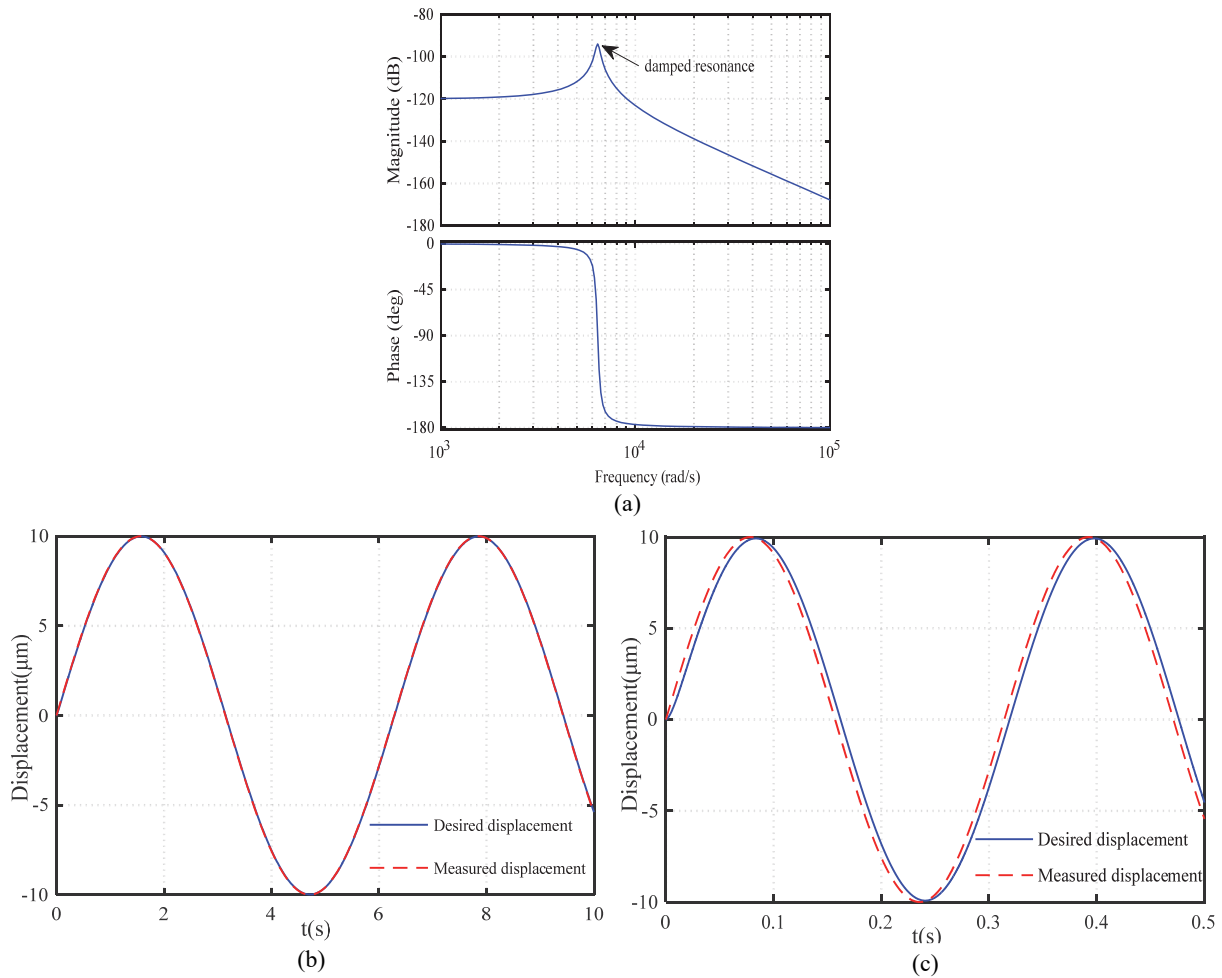 -80
-100
-120
-140
-160
-180
Magnitude (dB)
damped resonance
0
-45
-90
-135
-180
Phase (deg)
10³ 10⁴ 10⁵
Frequency (rad/s)
(a)
10
5
0
-5
-10
Displacement(μm)
Desired displacement
Measured displacement
0 2 4 6 8 10
t(s)
(b)
10
5
0
-5
-10
Displacement(μm)
Desired displacement
Measured displacement
0 0.1 0.2 0.3 0.4 0.5
t(s)
(c)